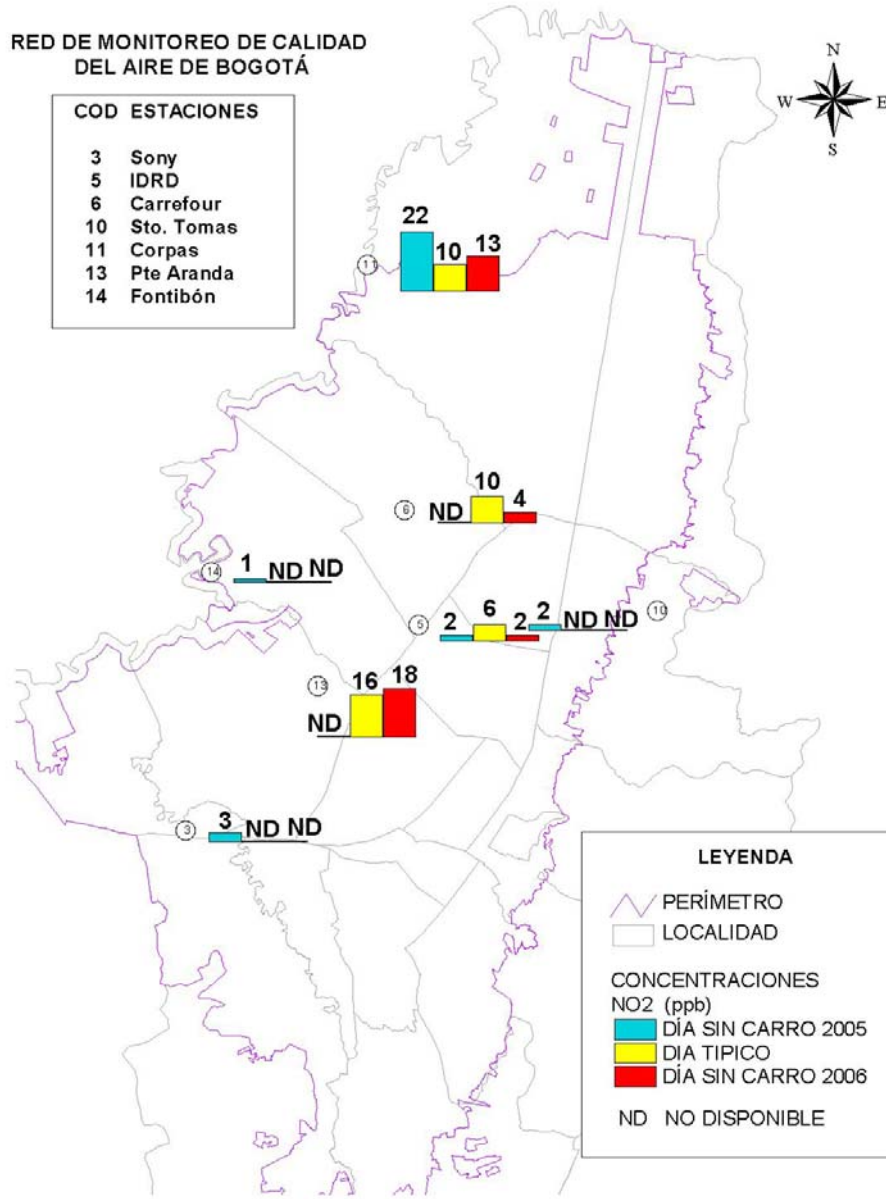 RED DE MONITOREO DE CALIDAD
DEL AIRE DE BOGOTÁ
COD ESTACIONES
3 Sony
5 IDRD
6 Carrefour
10 Sto. Tomas
11 Corpas
13 Pte Aranda
14 Fontibón
N
W E
S
22
10 13
11
10
6 ND 4
14 1 ND ND
5 2 6 2 2 ND ND 10
13 16 18
ND
3 3 ND ND
LEYENDA
PERÍMETRO
LOCALIDAD
CONCENTRACIONES
NO2 (ppb)
DÍA SIN CARRO 2005
DIA TIPICO
DÍA SIN CARRO 2006
ND NO DISPONIBLE